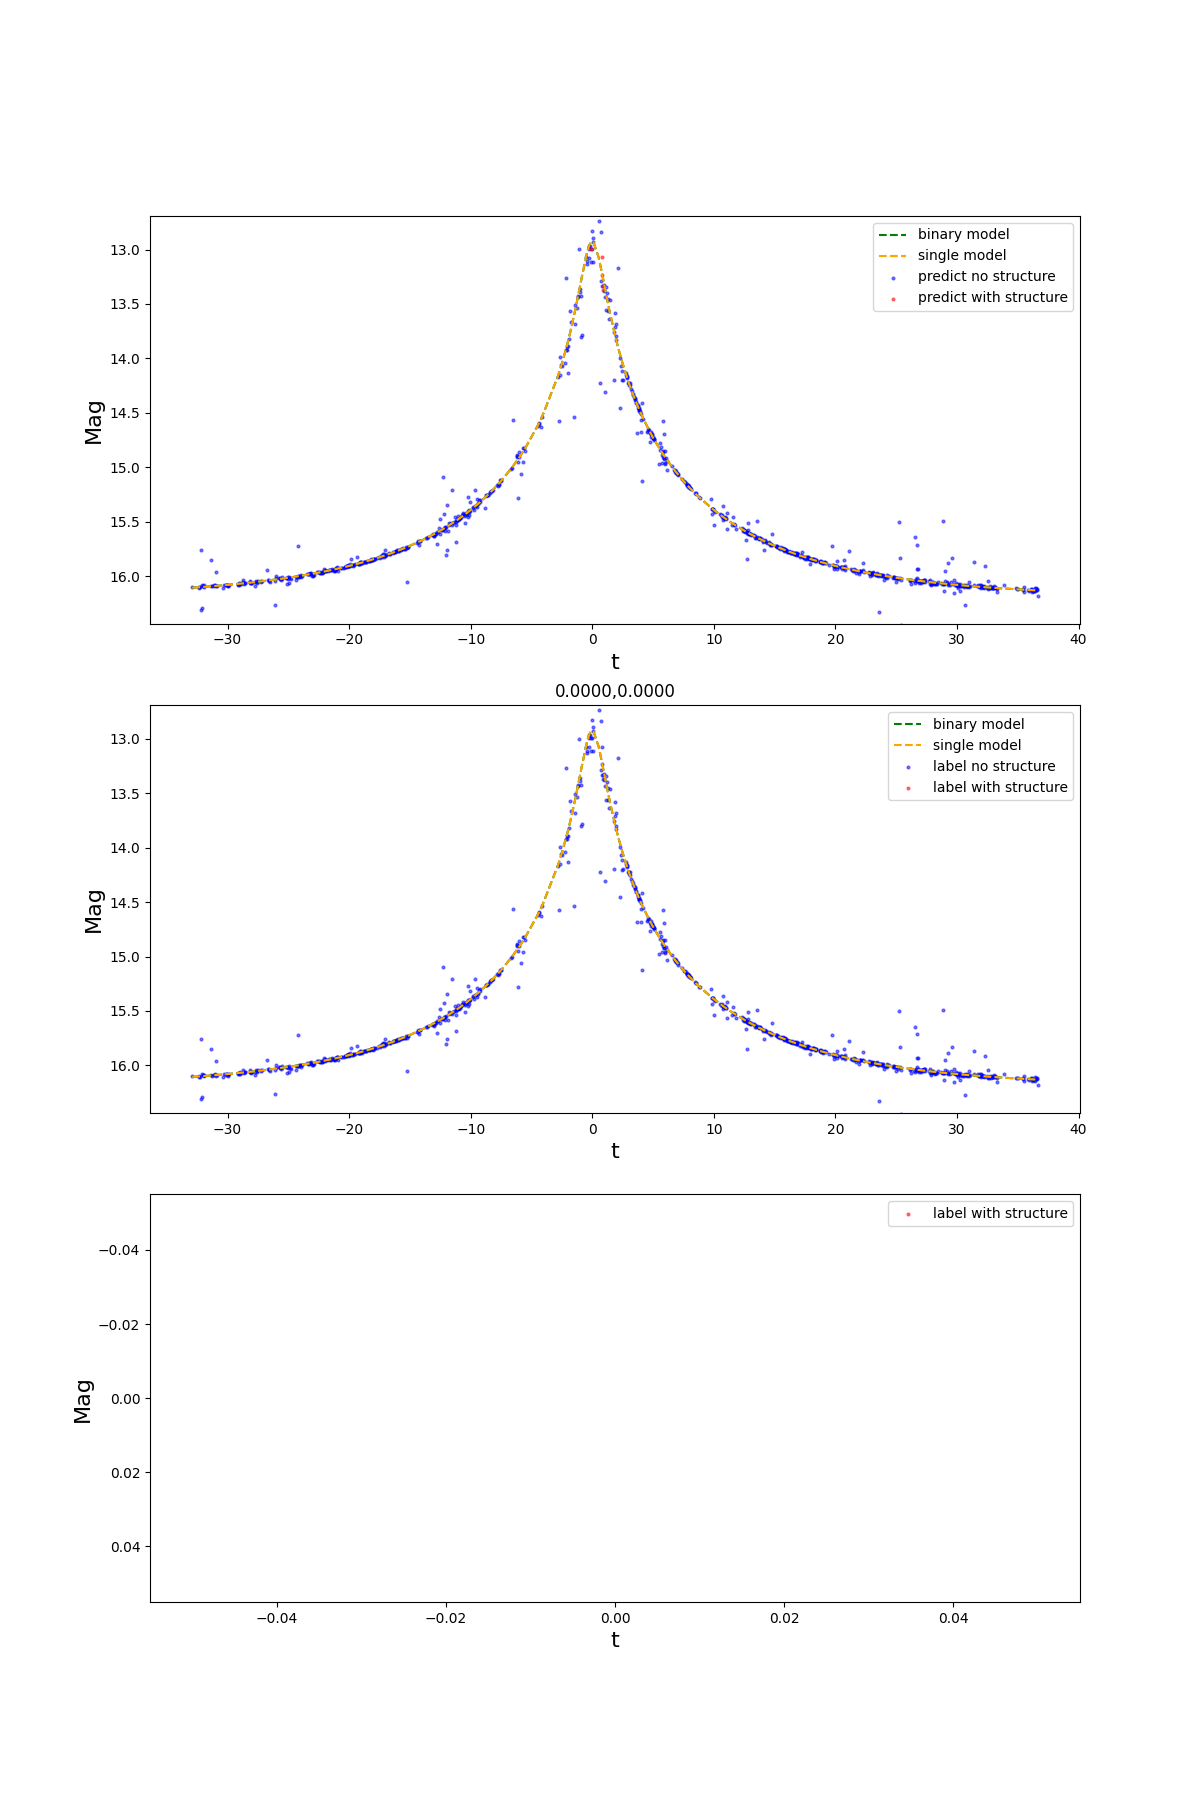 13.0
13.5
14.0
14.5
15.0
15.5
16.0
Mag
binary model
single model
predict no structure
predict with structure
−30 −20 −10 0 10 20 30 40
t
0.0000,0.0000
13.0
13.5
14.0
14.5
15.0
15.5
16.0
Mag
binary model
single model
label no structure
label with structure
−30 −20 −10 0 10 20 30 40
t
label with structure
−0.04
−0.02
0.00
0.02
0.04
Mag
−0.04 −0.02 0.00 0.02 0.04
t